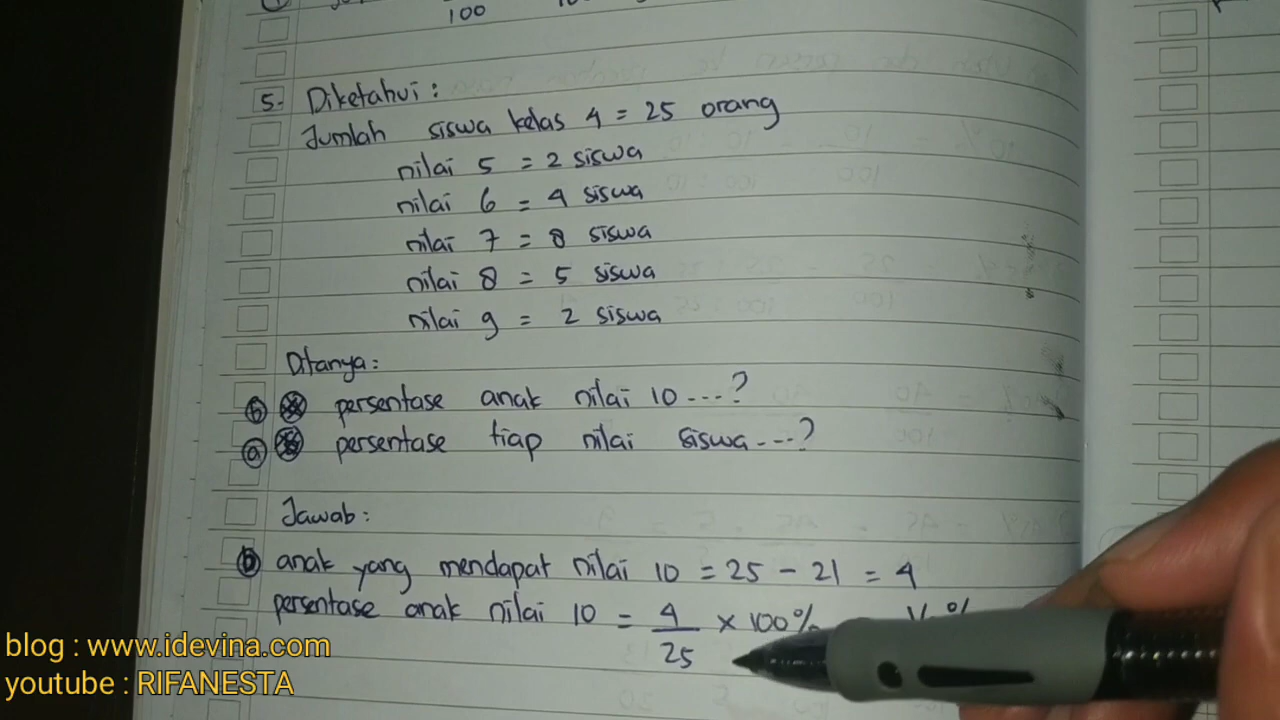 100
5. Diketahui :
Jumlah siswa kelas 4 = 25 orang
nilai 5 = 2 siswa
nilai 6 = 4 siswa
nilai 7 = 8 siswa
nilai 8 = 5 siswa
nilai 9 = 2 siswa
Ditanya :
b persentase anak nilai 10 ---- ?
a persentase tiap nilai siswa ---- ?
Jawab :
b anak yang mendapat nilai 10 = 25 - 21 = 4
persentase anak nilai 10 = 4/25 x 100% %
blog : www.idevina.com
youtube : RIFANESTA